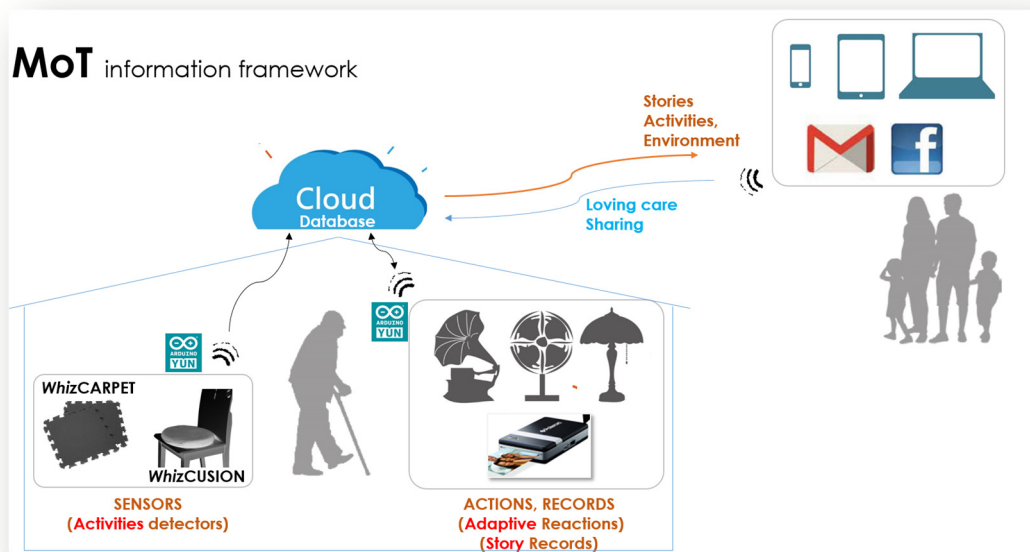 MoT information framework
Stories
Activities,
Environment
Cloud
Database
Loving care
Sharing
ARDUINO
YUN
ARDUINO
YUN
WhizCARPET
WhizCUSION
SENSORS
(Activities detectors)
ACTIONS, RECORDS
(Adaptive Reactions)
(Story Records)